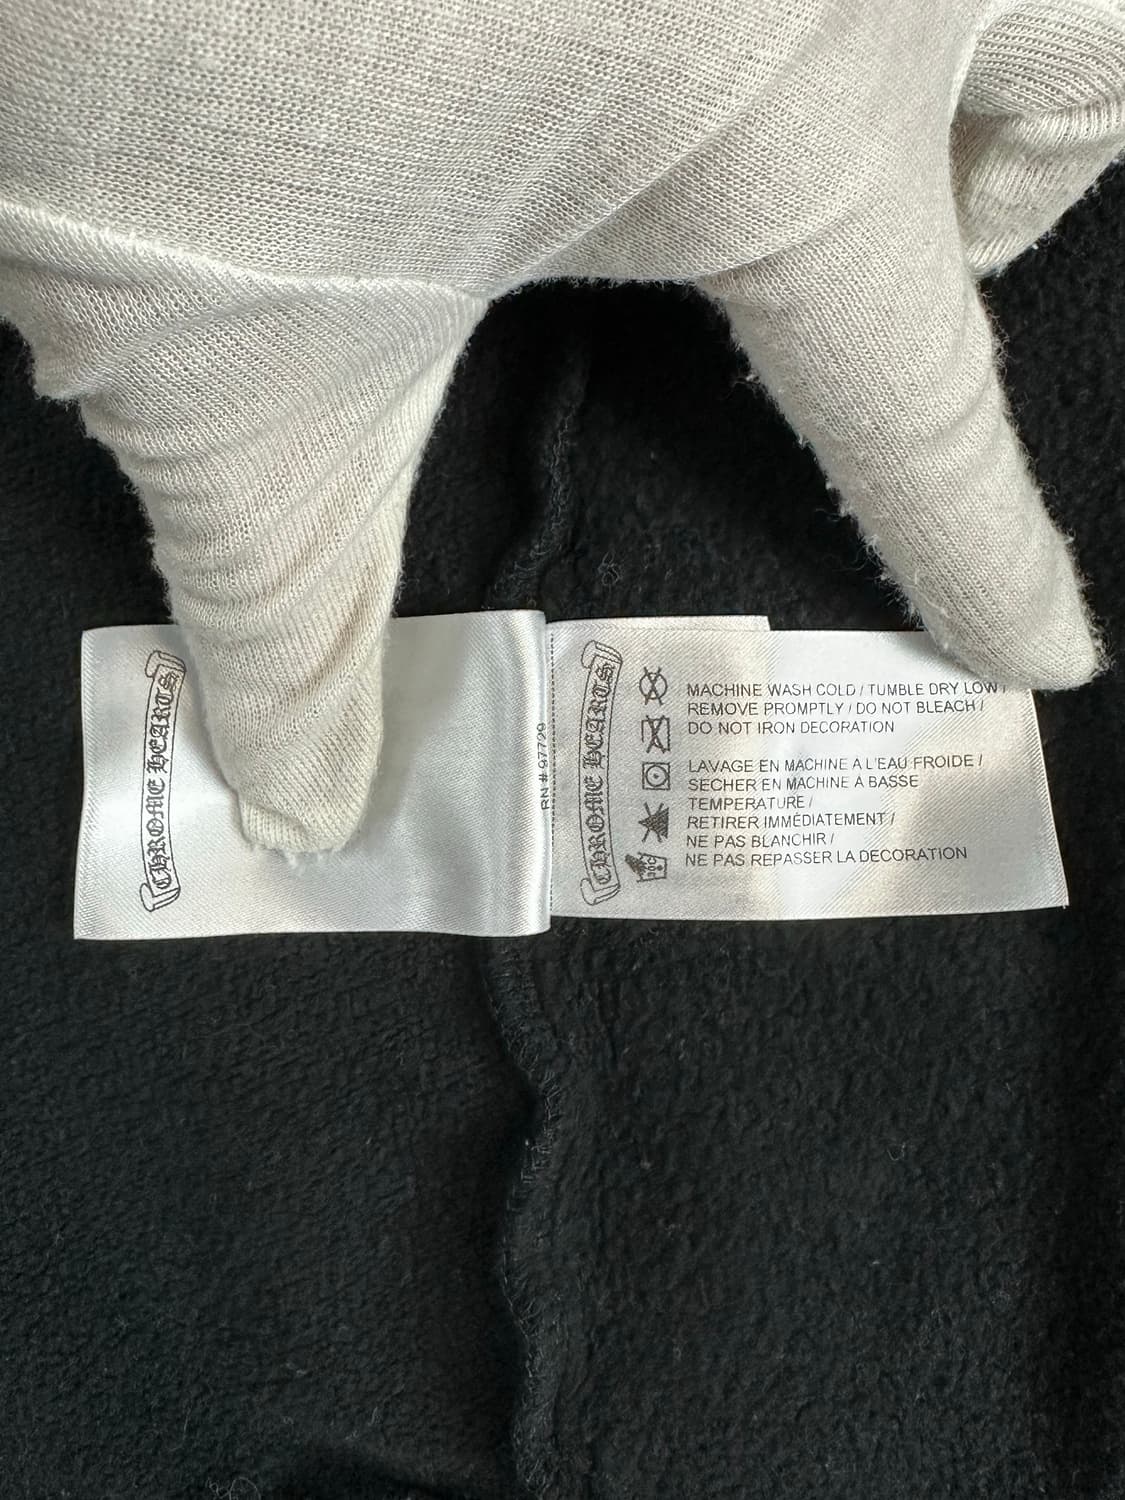 CHROME HEARTS
RN # 97729
CHROME HEARTS
MACHINE WASH COLD / TUMBLE DRY LOW /
REMOVE PROMPTLY / DO NOT BLEACH /
DO NOT IRON DECORATION
LAVAGE EN MACHINE A L'EAU FROIDE /
SECHER EN MACHINE À BASSE
TEMPERATURE /
RETIRER IMMÉDIATEMENT /
NE PAS BLANCHIR /
NE PAS REPASSER LA DECORATION